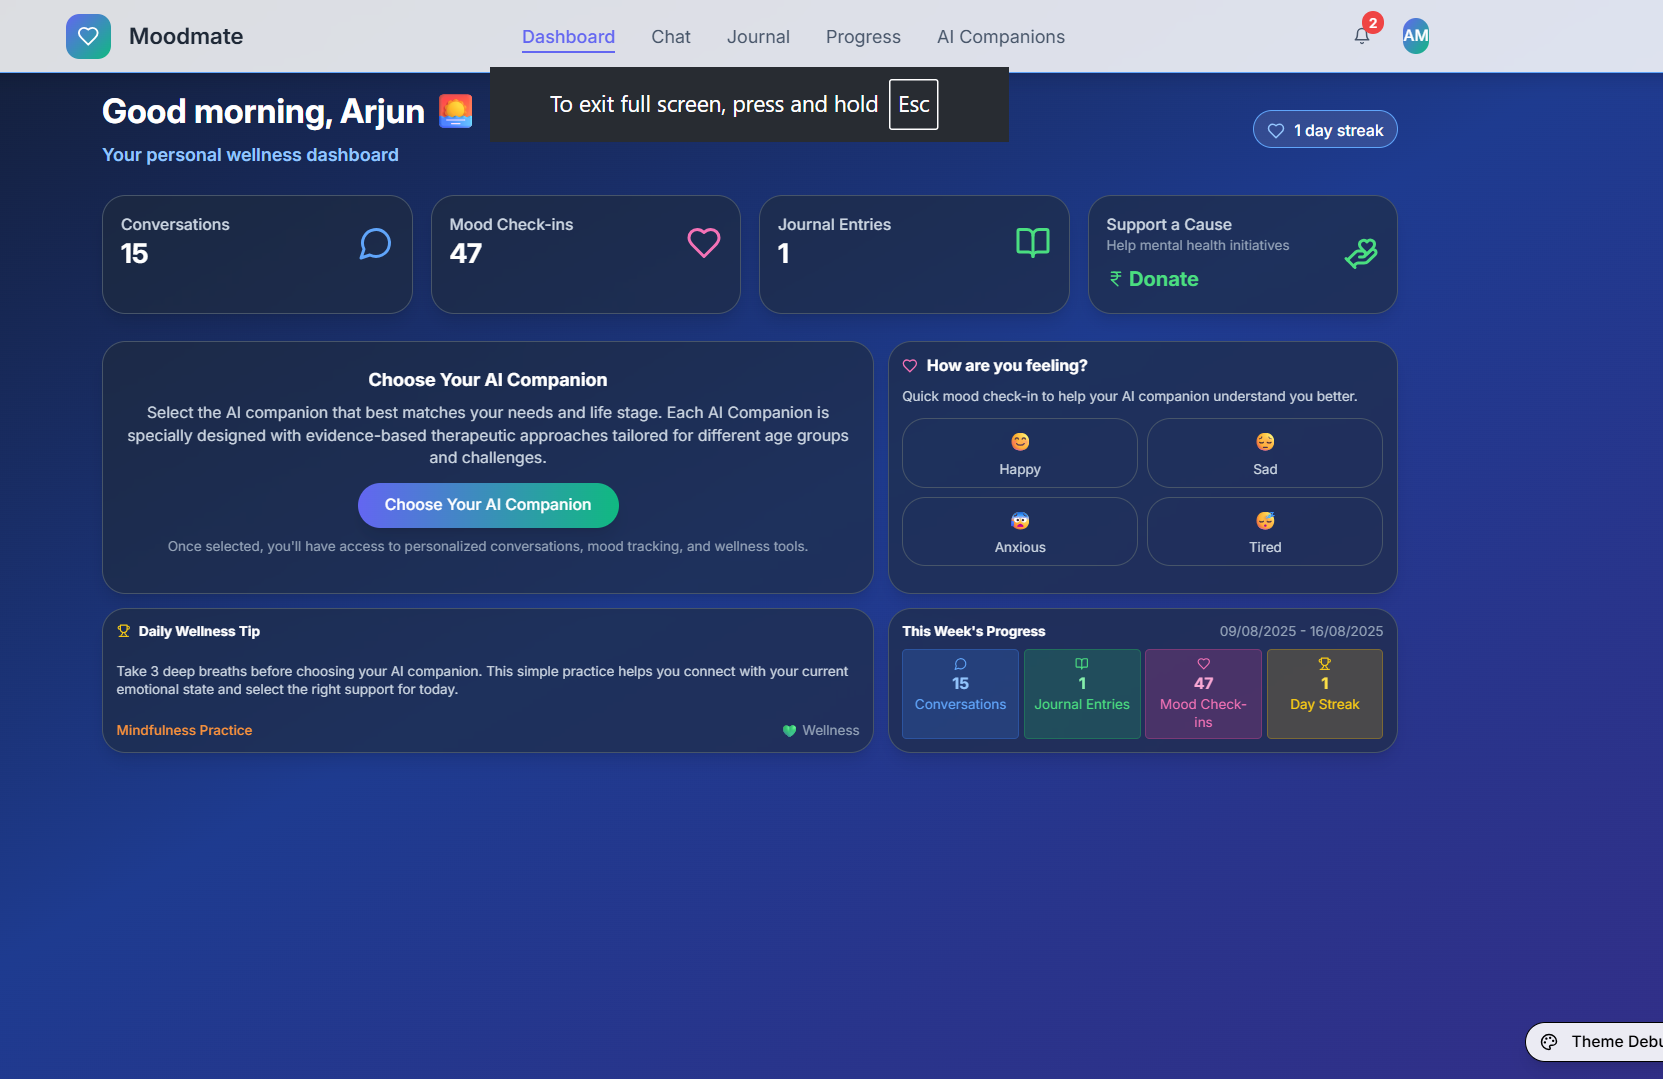 Moodmate
Dashboard
Chat
Journal
Progress
AI Companions
2
AM
To exit full screen, press and hold Esc
Good morning, Arjun
Your personal wellness dashboard
1 day streak
Conversations
15
Mood Check-ins
47
Journal Entries
1
Support a Cause
Help mental health initiatives
₹ Donate
Choose Your AI Companion
Select the AI companion that best matches your needs and life stage. Each AI Companion is
specially designed with evidence-based therapeutic approaches tailored for different age groups
and challenges.
Choose Your AI Companion
Once selected, you'll have access to personalized conversations, mood tracking, and wellness tools.
How are you feeling?
Quick mood check-in to help your AI companion understand you better.
Happy
Sad
Anxious
Tired
Daily Wellness Tip
Take 3 deep breaths before choosing your AI companion. This simple practice helps you connect with your current
emotional state and select the right support for today.
Mindfulness Practice
Wellness
This Week's Progress
09/08/2025 - 16/08/2025
15
Conversations
1
Journal Entries
47
Mood Check-
ins
1
Day Streak
Theme Debu